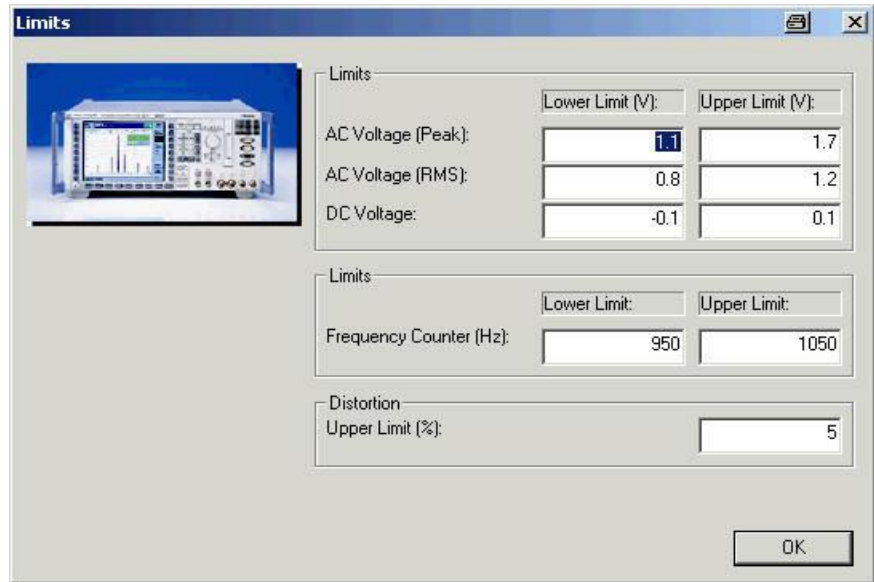 Limits
Limits
Lower Limit (V): Upper Limit (V):
AC Voltage (Peak): 1.1 1.7
AC Voltage (RMS): 0.8 1.2
DC Voltage: -0.1 0.1
Limits
Lower Limit: Upper Limit:
Frequency Counter (Hz): 950 1050
Distortion
Upper Limit (%): 5
OK